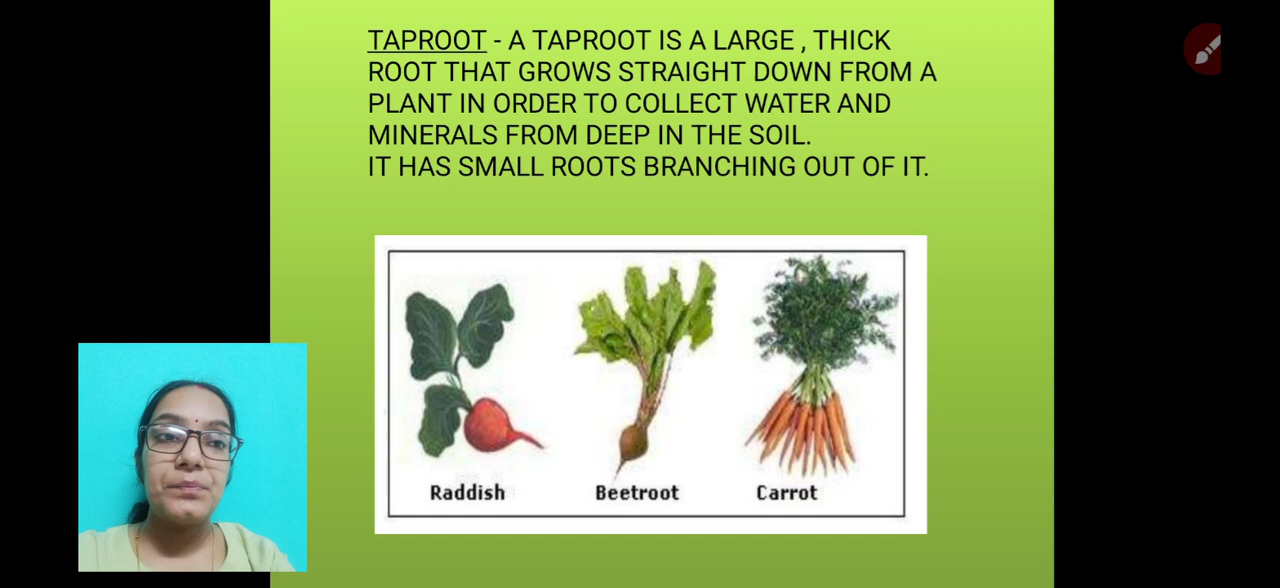 TAPROOT - A TAPROOT IS A LARGE , THICK
ROOT THAT GROWS STRAIGHT DOWN FROM A
PLANT IN ORDER TO COLLECT WATER AND
MINERALS FROM DEEP IN THE SOIL.
IT HAS SMALL ROOTS BRANCHING OUT OF IT.
Raddish
Beetroot
Carrot